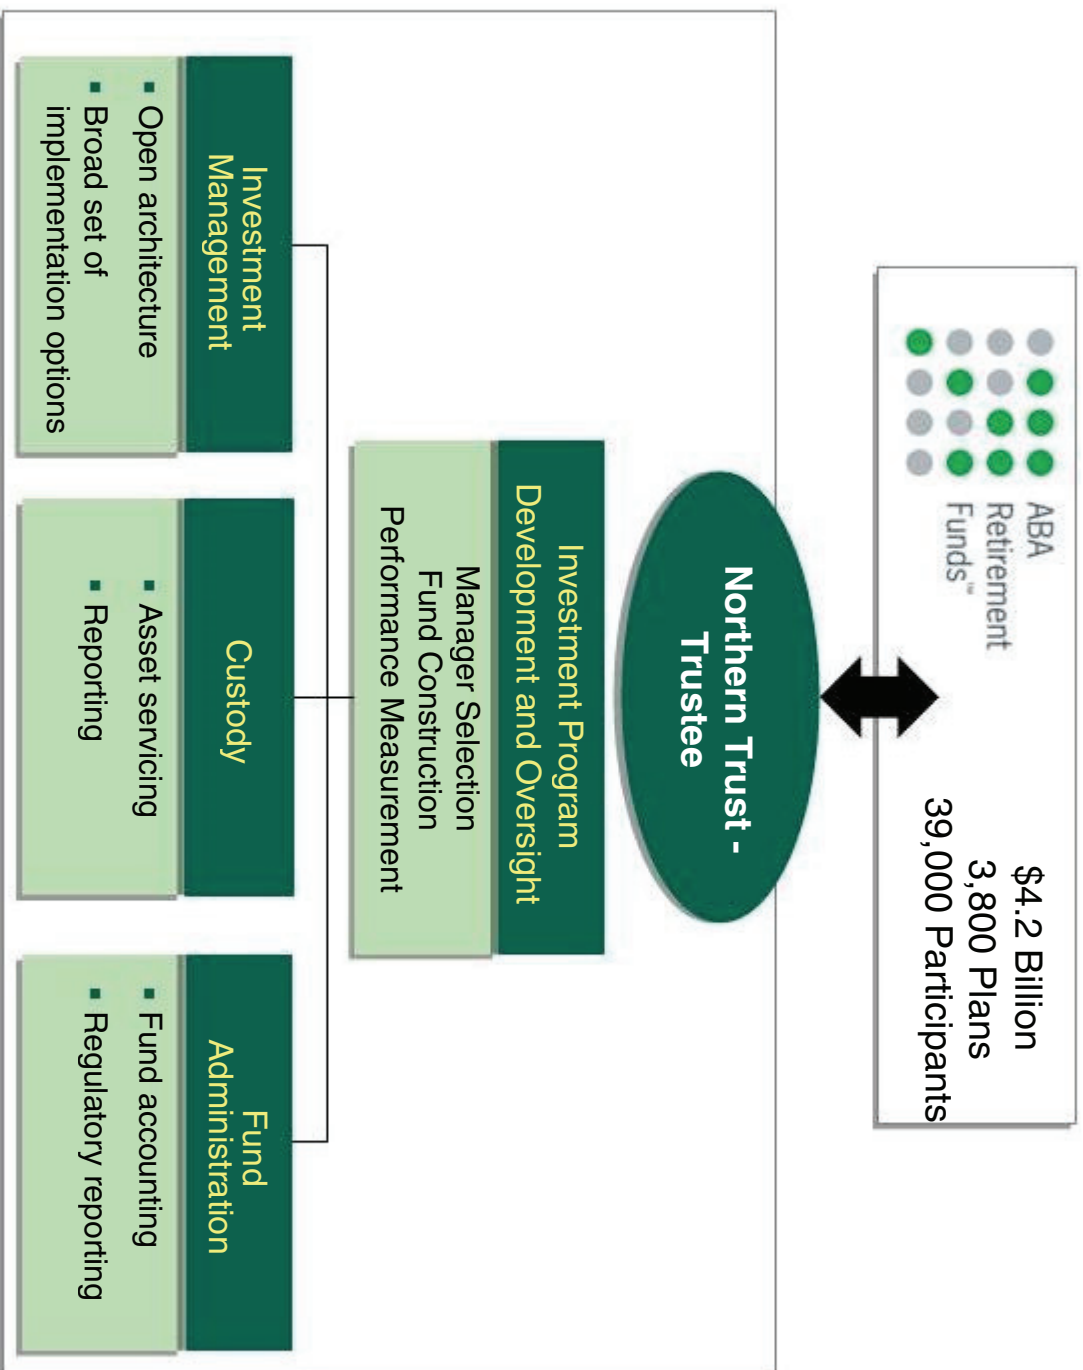 ABA
Retirement
Funds™
$4.2 Billion
3,800 Plans
39,000 Participants
Northern Trust -
Trustee
Investment Program
Development and Oversight
Manager Selection
Fund Construction
Performance Measurement
Investment
Management
▪ Open architecture
▪ Broad set of
implementation options
Custody
▪ Asset servicing
▪ Reporting
Fund
Administration
▪ Fund accounting
▪ Regulatory reporting